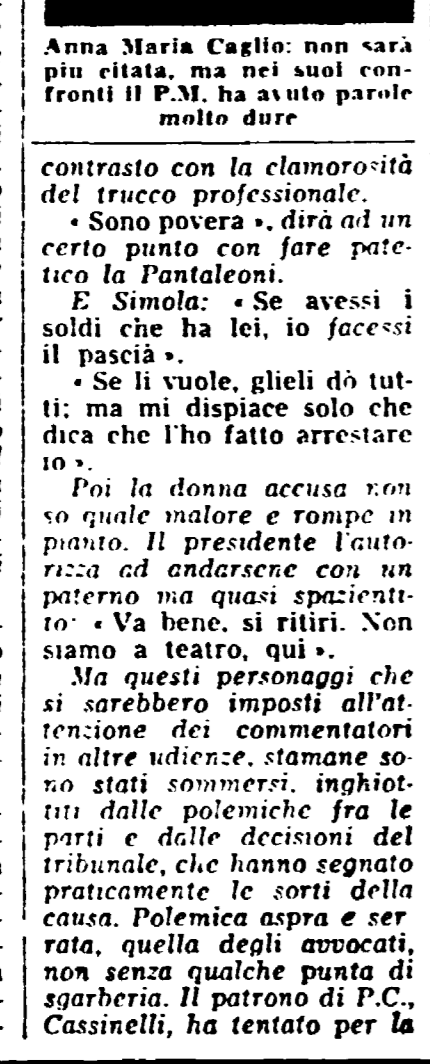 Anna Maria Caglio: non sarà
piu citata, ma nei suoi con-
fronti il P.M. ha avuto parole
molto dure
contrasto con la clamorosità
del trucco professionale.
« Sono povera », dirà ad un
certo punto con fare pate-
tico la Pantaleoni.
E Simola: « Se avessi i
soldi che ha lei, io facessi
il pascià ».
« Se li vuole, glieli dò tut-
ti; ma mi dispiace solo che
dica che l'ho fatto arrestare
io ».
Poi la donna accusa non
so quale malore e rompe in
pianto. Il presidente l'auto-
rizza ad andarsene con un
paterno ma quasi spazienti-
to: « Va bene, si ritiri. Non
siamo a teatro, qui ».
Ma questi personaggi che
si sarebbero imposti all'at-
tenzione dei commentatori
in altre udienze, stamane so-
no stati sommersi, inghiot-
titi dalle polemiche fra le
parti e dalle decisioni del
tribunale, che hanno segnato
praticamente le sorti della
causa. Polemica aspra e ser
rata, quella degli avvocati,
non senza qualche punta di
sgarberia. Il patrono di P.C.,
Cassinelli, ha tentato per la